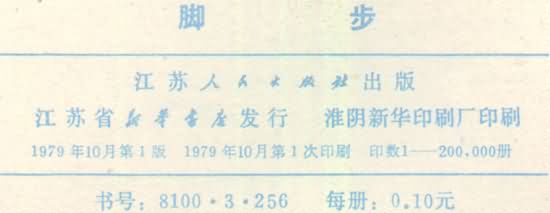 脚步
江苏人民出版社出版
江苏省新华书店发行 淮阴新华印刷厂印刷
1979年10月第1版 1979年10月第1次印刷 印数1——200,000册
书号：8100·3·256 每册：0.10元